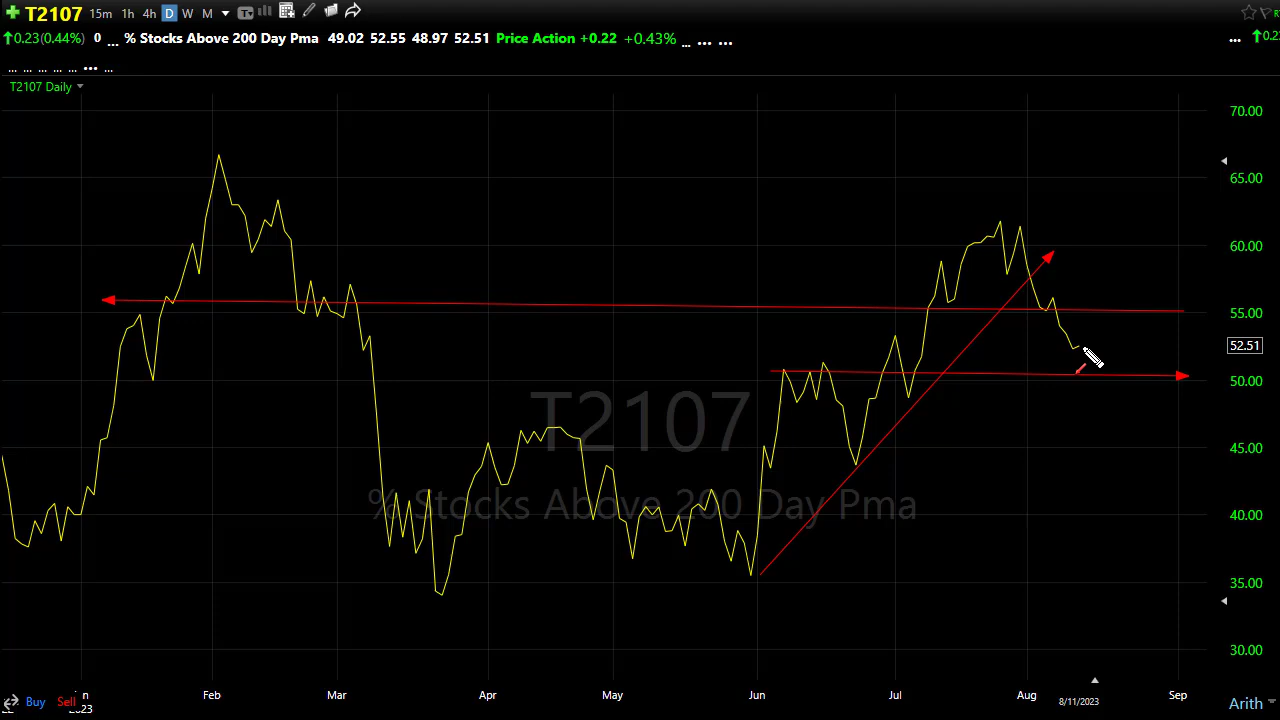 T2107 15m 1h 4h D W M
0.23(0.44%) 0 ... % Stocks Above 200 Day Pma 49.02 52.55 48.97 52.51 Price Action +0.22 +0.43% ... ... ... ...
... ... ... ... ... ... ...
T2107 Daily
70.00
65.00
60.00
55.00
52.51
50.00
45.00
40.00
35.00
30.00
T2107
% Stocks Above 200 Day Pma
Feb Mar Apr May Jun Jul Aug Sep
Buy Sell 2023 8/11/2023 Arith